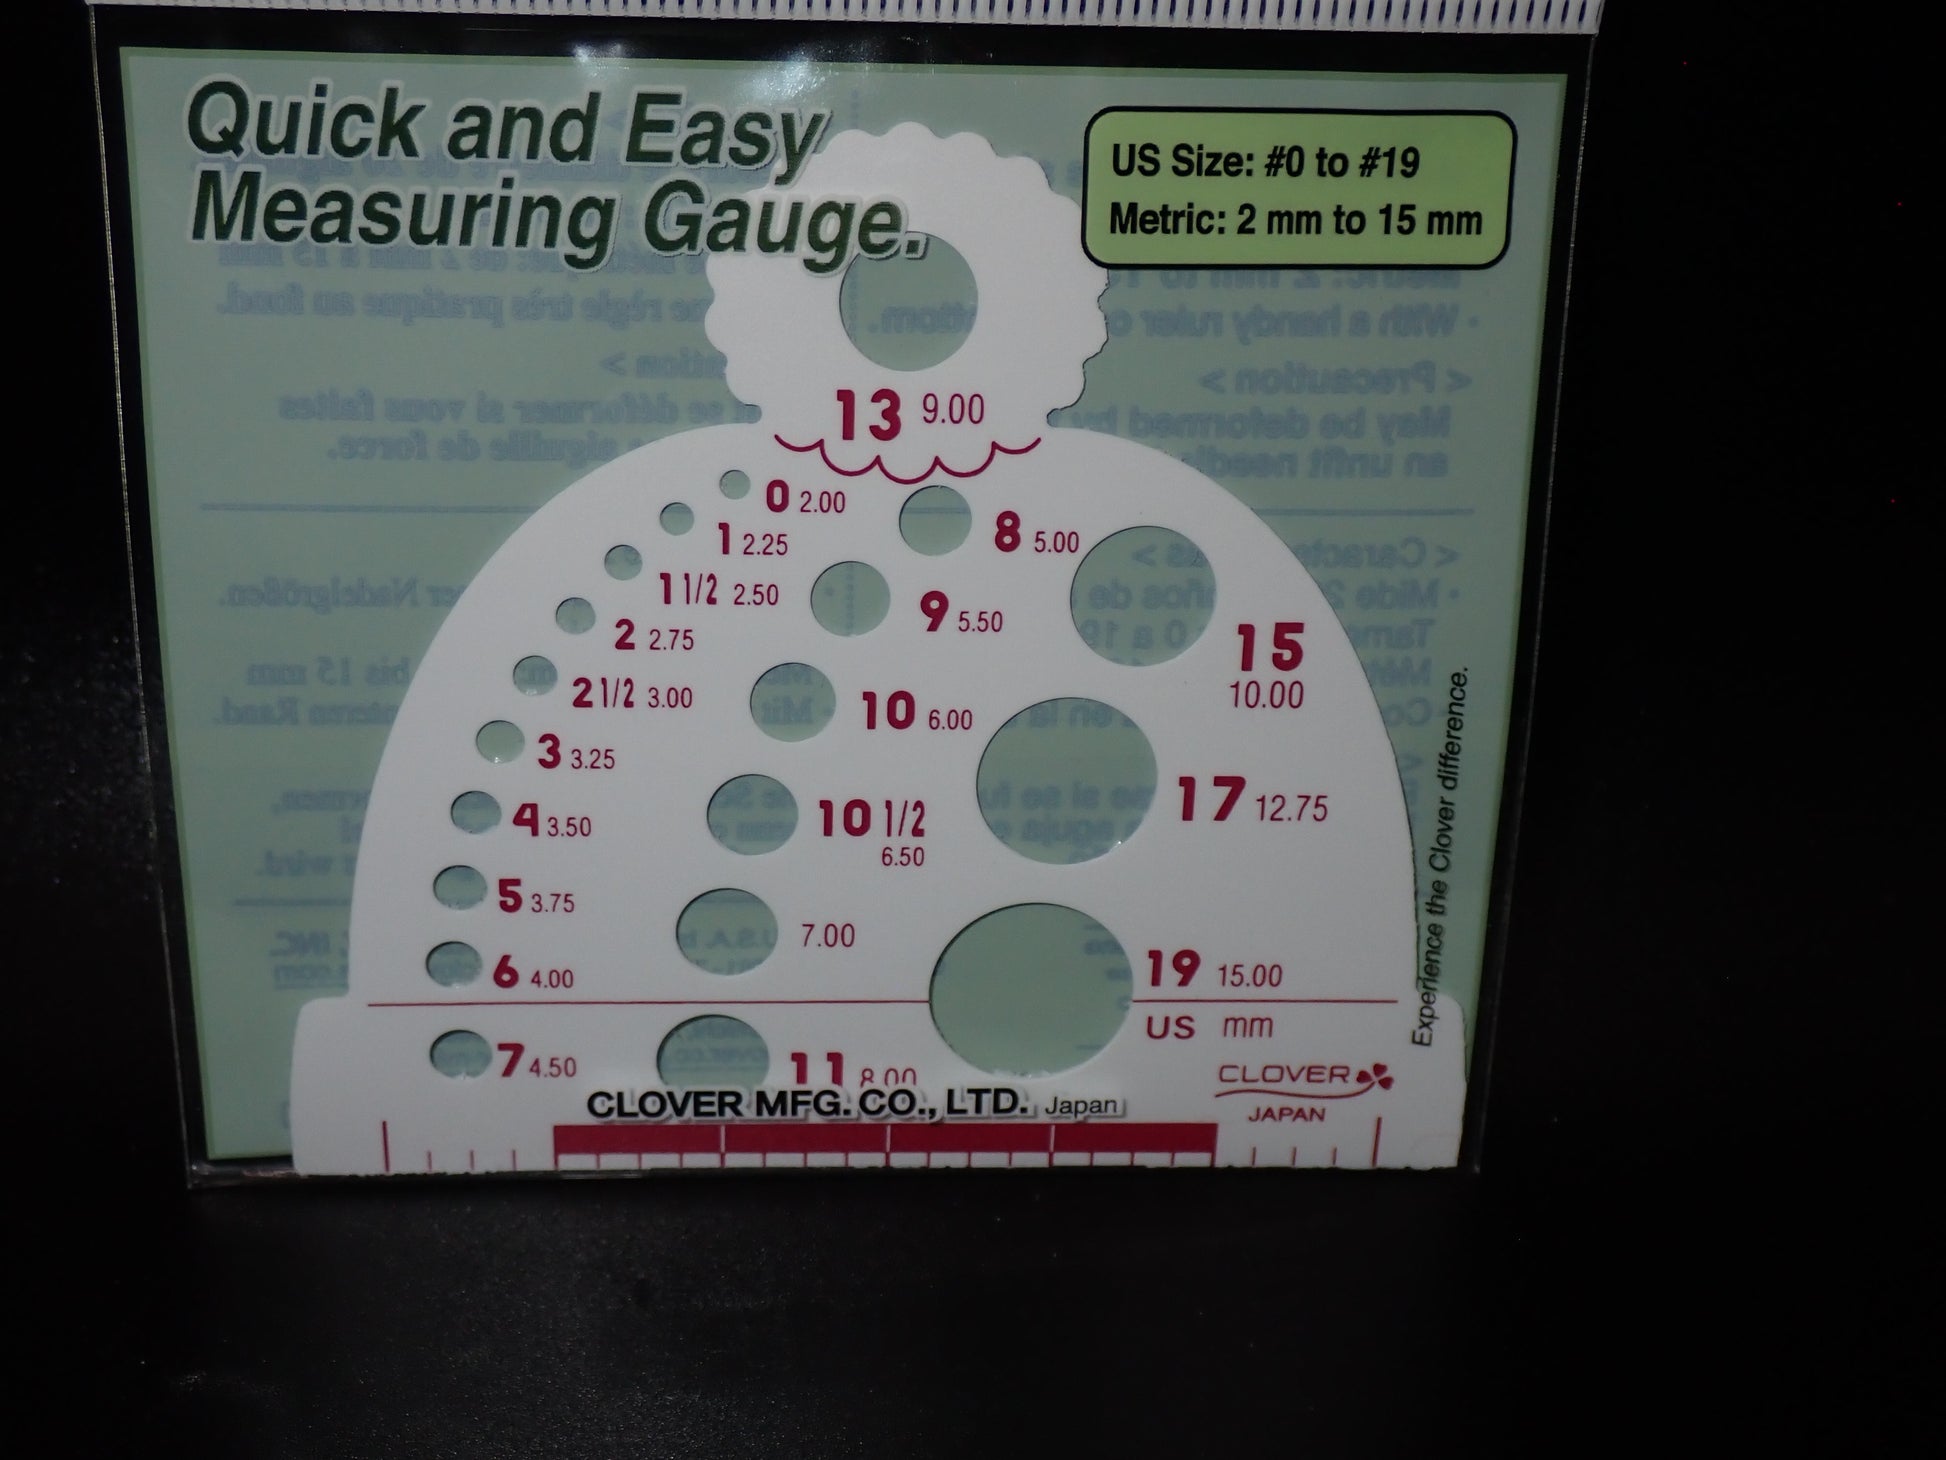 Quick and Easy
Measuring Gauge.
US Size: #0 to #19
Metric: 2 mm to 15 mm
13 9.00
0 2.00
1 2.25
1 1/2 2.50
2 2.75
2 1/2 3.00
3 3.25
4 3.50
5 3.75
6 4.00
7 4.50
8 5.00
9 5.50
10 6.00
10 1/2
6.50
7.00
11 8.00
15
10.00
17 12.75
19 15.00
US mm
CLOVER
JAPAN
CLOVER MFG. CO., LTD. Japan
Experience the Clover difference.